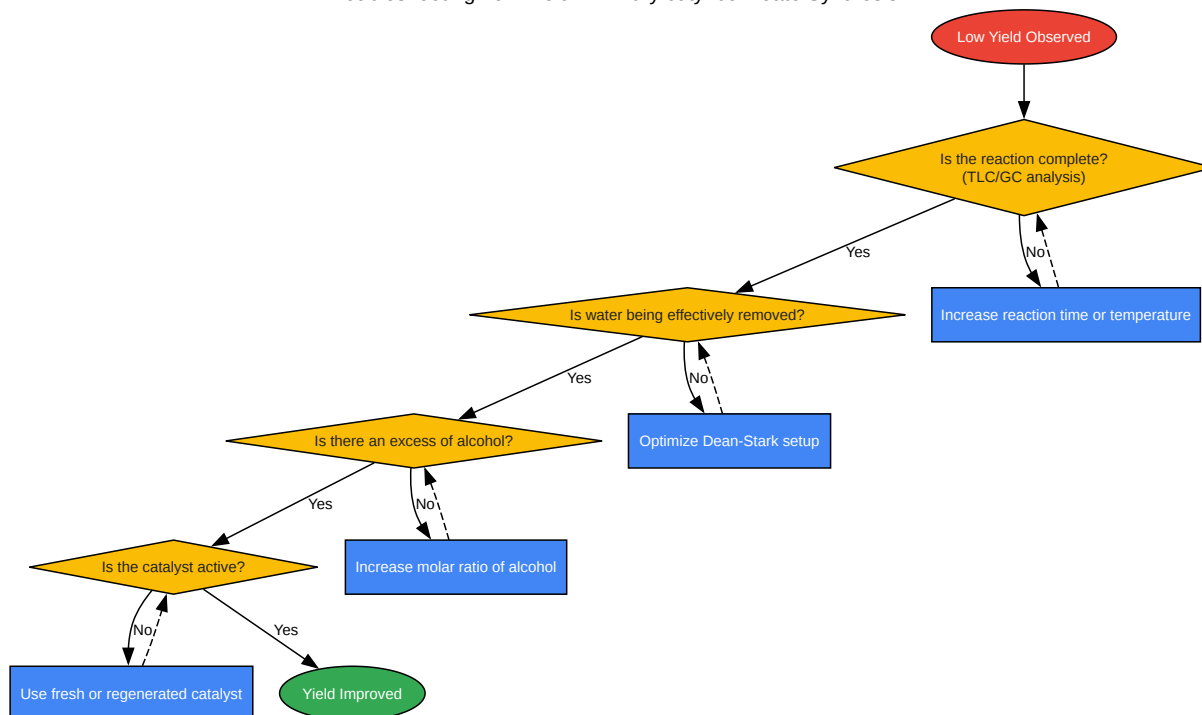 Low Yield Observed
Is the reaction complete?
(TLC/GC analysis)
Yes
No
Is water being effectively removed?
Increase reaction time or temperature
Yes
No
Is there an excess of alcohol?
Optimize Dean-Stark setup
Yes
No
Is the catalyst active?
Increase molar ratio of alcohol
No
Yes
Use fresh or regenerated catalyst
Yield Improved